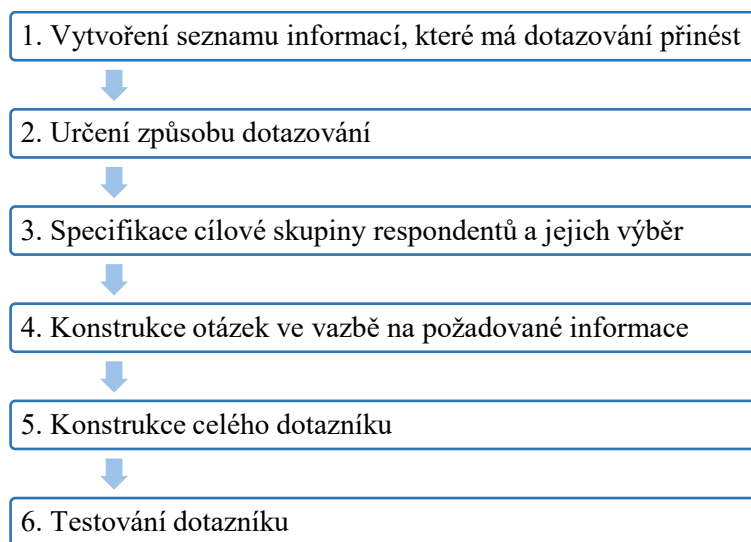 1. Vytvoření seznamu informací, které má dotazování přinést
2. Určení způsobu dotazování
3. Specifikace cílové skupiny respondentů a jejich výběr
4. Konstrukce otázek ve vazbě na požadované informace
5. Konstrukce celého dotazníku
6. Testování dotazníku